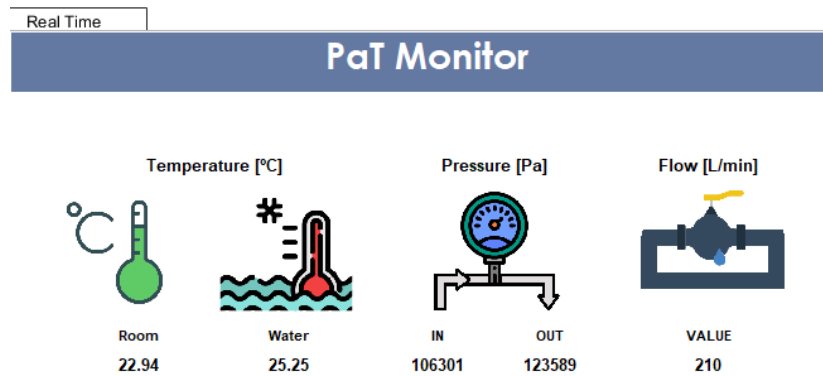 Real Time
PaT Monitor
Temperature [ºC] Pressure [Pa] Flow [L/min]
°C
Room Water IN OUT VALUE
22.94 25.25 106301 123589 210